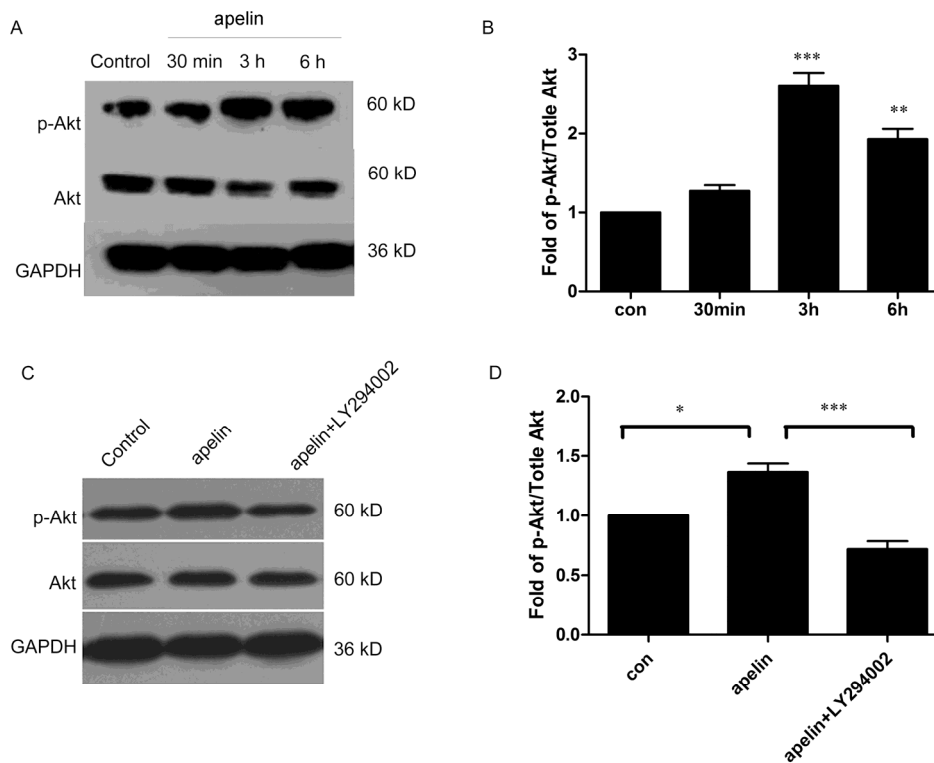 A
apelin
Control 30 min 3 h 6 h
p-Akt 60 kD
Akt 60 kD
GAPDH 36 kD
B
Fold of p-Akt/Totle Akt
3
2
1
0
***
**
con 30min 3h 6h
C
Control apelin apelin+LY294002
p-Akt 60 kD
Akt 60 kD
GAPDH 36 kD
D
Fold of p-Akt/Totle Akt
2.0
1.5
1.0
0.5
0.0
* ***
con apelin apelin+LY294002